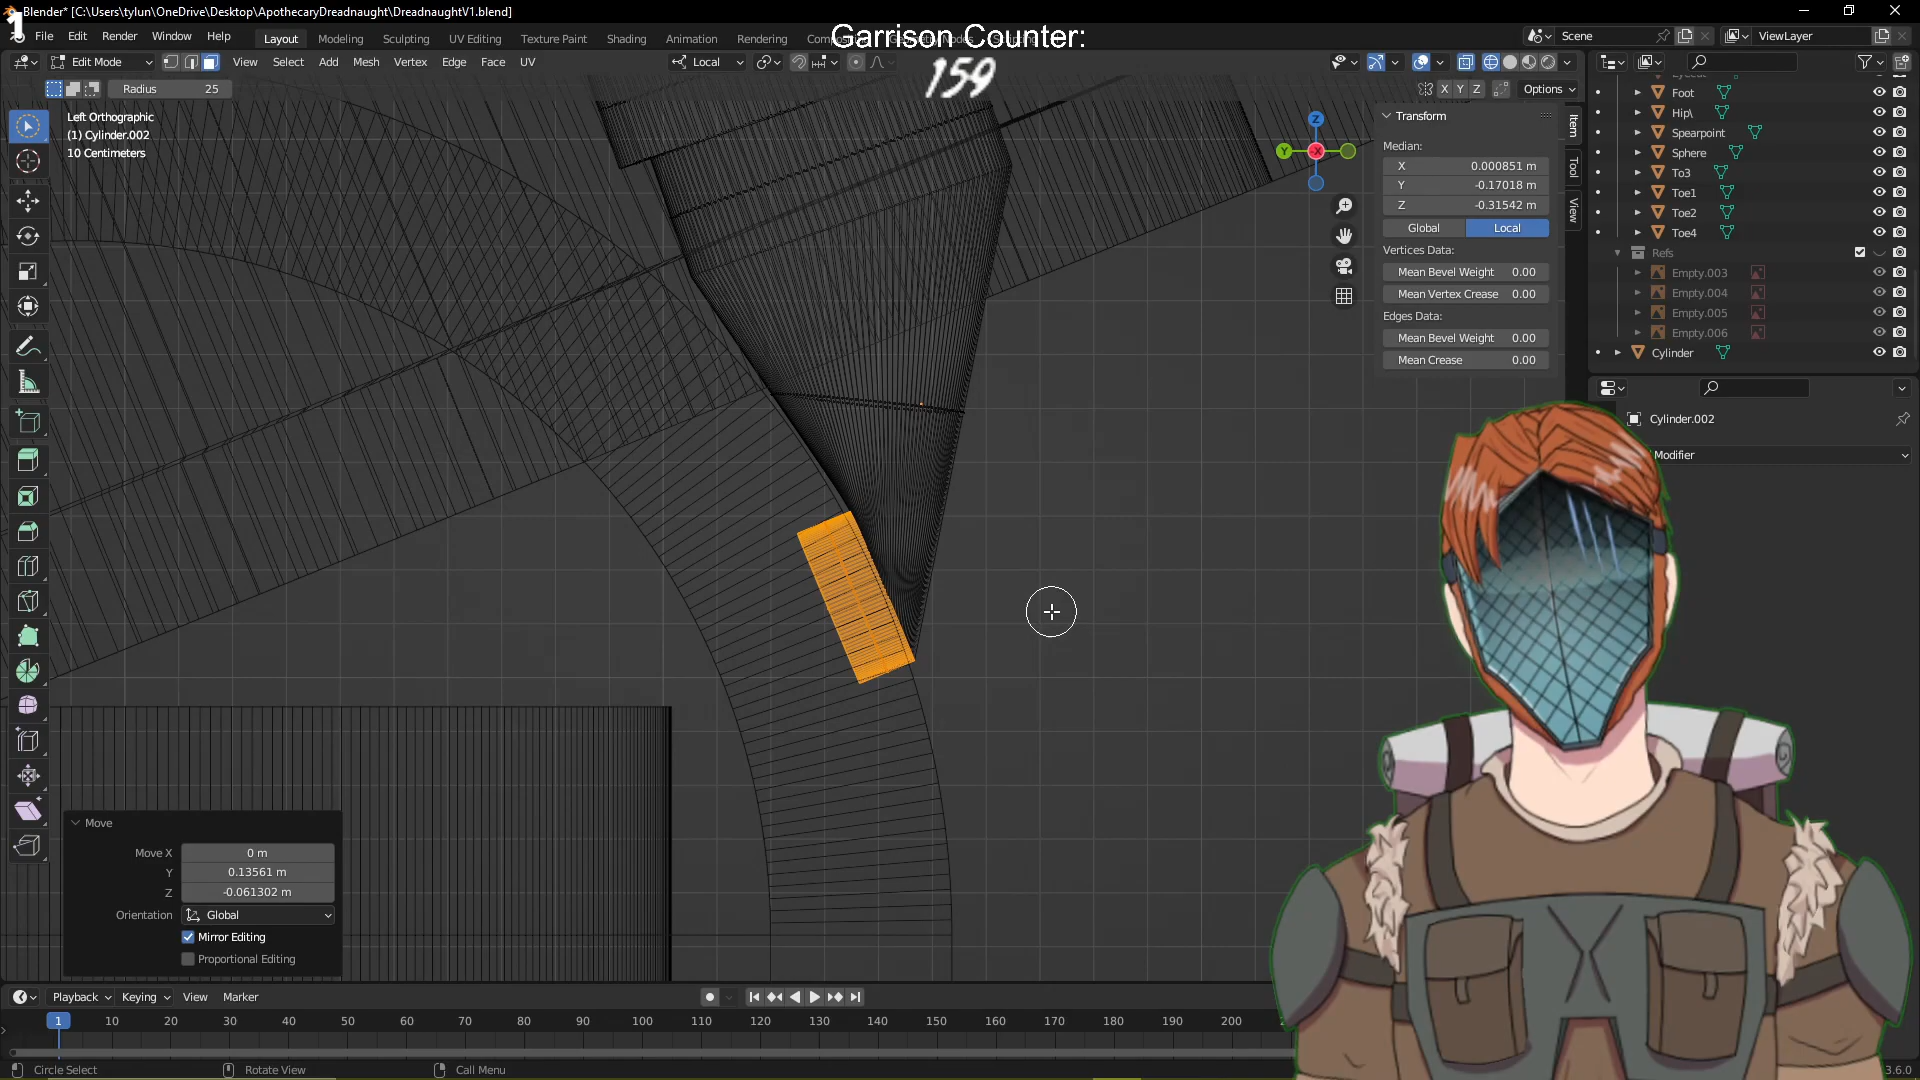 1
Blender* [C:\Users\tylun\OneDrive\Desktop\ApothecaryDreadnaught\DreadnaughtV1.blend]
File Edit Render Window Help
Layout Modeling Sculpting UV Editing Texture Paint Shading Animation Rendering
Garrison Counter:
159
Scene
ViewLayer
Edit Mode View Select Add Mesh Vertex Edge Face UV
Local
Radius 25
X Y Z
Options
Left Orthographic
(1) Cylinder.002
10 Centimeters
Z
Y
X
Transform
Item
Tool
View
Median:
X 0.000851 m
Y -0.17018 m
Z -0.31542 m
Global Local
Vertices Data:
Mean Bevel Weight 0.00
Mean Vertex Crease 0.00
Edges Data:
Mean Bevel Weight 0.00
Mean Crease 0.00
Foot
Hip\
Spearpoint
Sphere
To3
Toe1
Toe2
Toe4
Refs
Empty.003
Empty.004
Empty.005
Empty.006
Cylinder
Cylinder.002
Modifier
Move
Move X 0 m
Y 0.13561 m
Z -0.061302 m
Orientation Global
Mirror Editing
Proportional Editing
Playback Keying View Marker
1 10 20 30 40 50 60 70 80 90 100 110 120 130 140 150 160 170 180 190 200
Circle Select Rotate View Call Menu
3.6.0